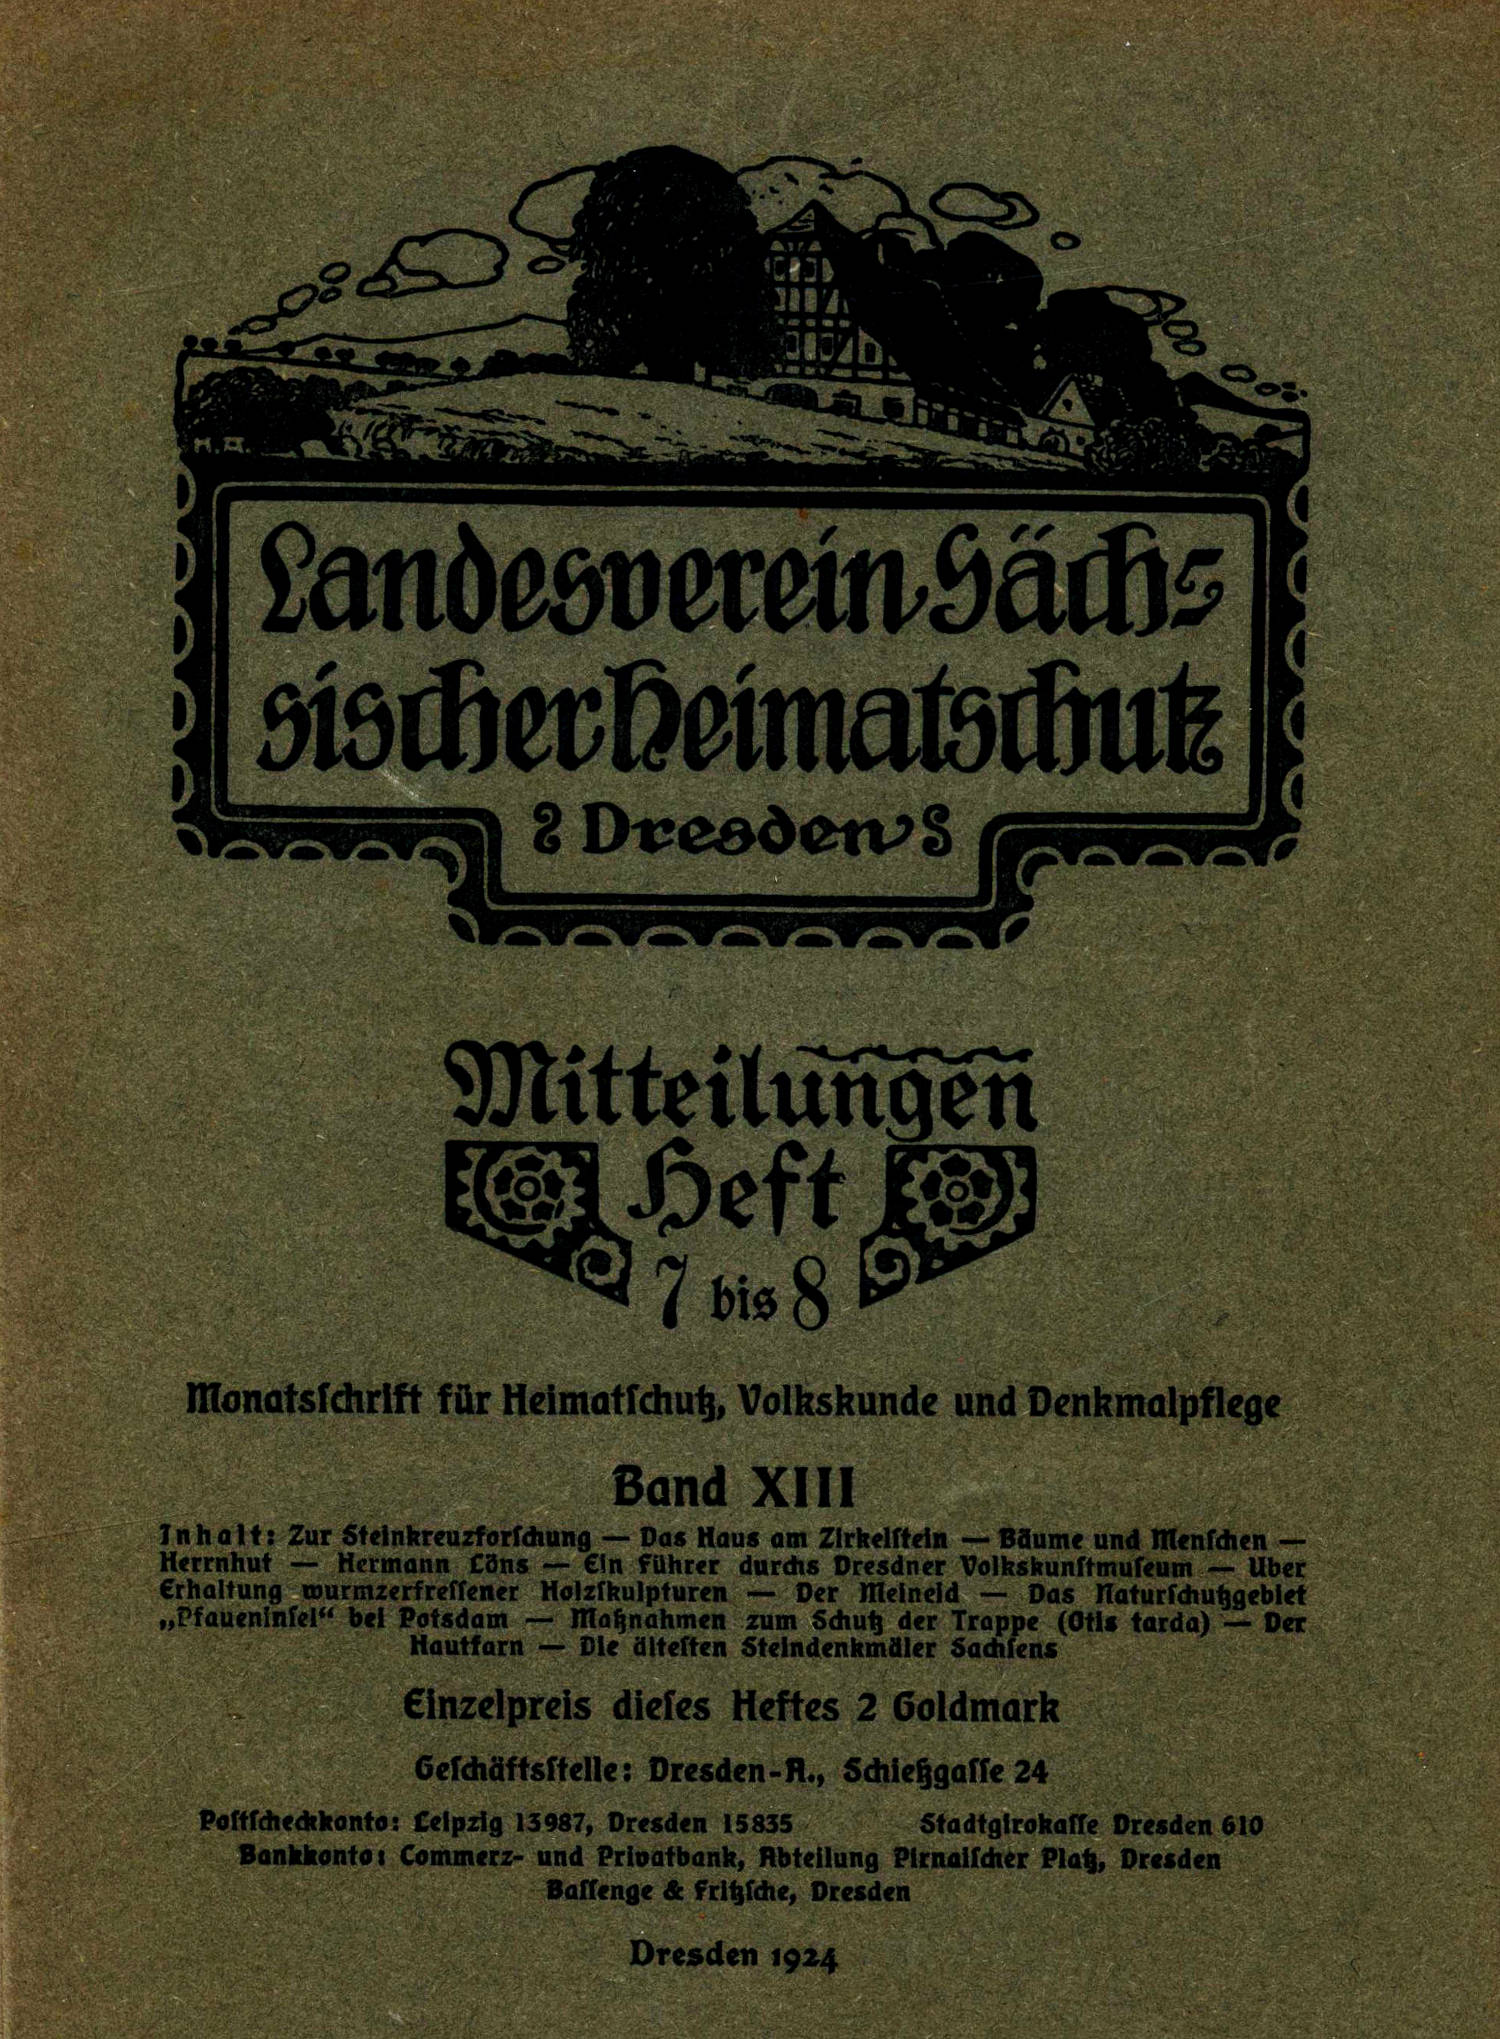 H.A.
Landesverein Säch-
sischer Heimatschutz
Dresden
Mitteilungen
Heft
7 bis 8
Monatsſchrift für Heimatſchutz, Volkskunde und Denkmalpflege
Band XIII
Inhalt: Zur Steinkreuzforſchung — Das Haus am Zirkelſtein — Bäume und Menſchen —
Herrnhut — Hermann Löns — Ein Führer durchs Dresdner Volkskunſtmuſeum — Über
Erhaltung wurmzerfreſſener Holzſkulpturen — Der Meineid — Das Naturſchutzgebiet
„Pfaueninſel“ bei Potsdam — Maßnahmen zum Schutz der Trappe (Otis tarda) — Der
Hautfarn — Die älteſten Steindenkmäler Sachſens
Einzelpreis dieſes Heftes 2 Goldmark
Geſchäftsſtelle: Dresden-A., Schießgaſſe 24
Poſtſcheckkonto: Leipzig 13987, Dresden 15835 Stadtgirokaſſe Dresden 610
Bankkonto: Commerz- und Privatbank, Abteilung Pirnaiſcher Platz, Dresden
Baſſenge & Fritzſche, Dresden
Dresden 1924